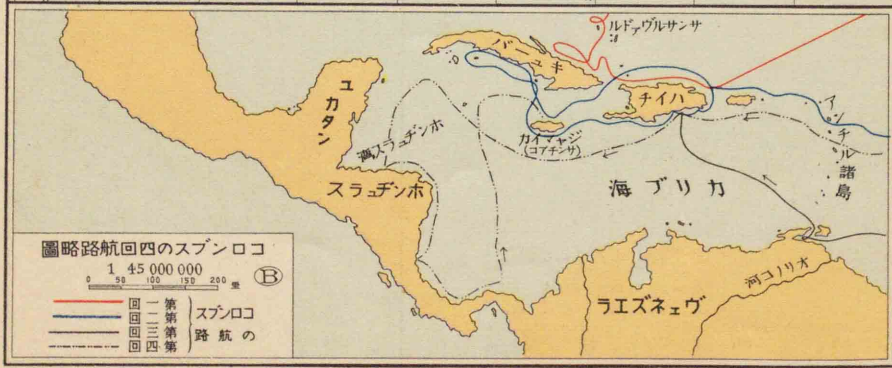 サンサルヴァドル
キューバ
ユカタン
ハイチ
アンチル諸島
ジャマイカ
(サンチアコ)
ホンヂュラス灣
ホンヂュラス
カリブ海
コロンブスの四回航路略圖
1 45 000 000
0 50 100 150 200 里
B
第一回
第二回
第三回
第四回
コロンブス
の航路
ヴェネズエラ
オリノコ河